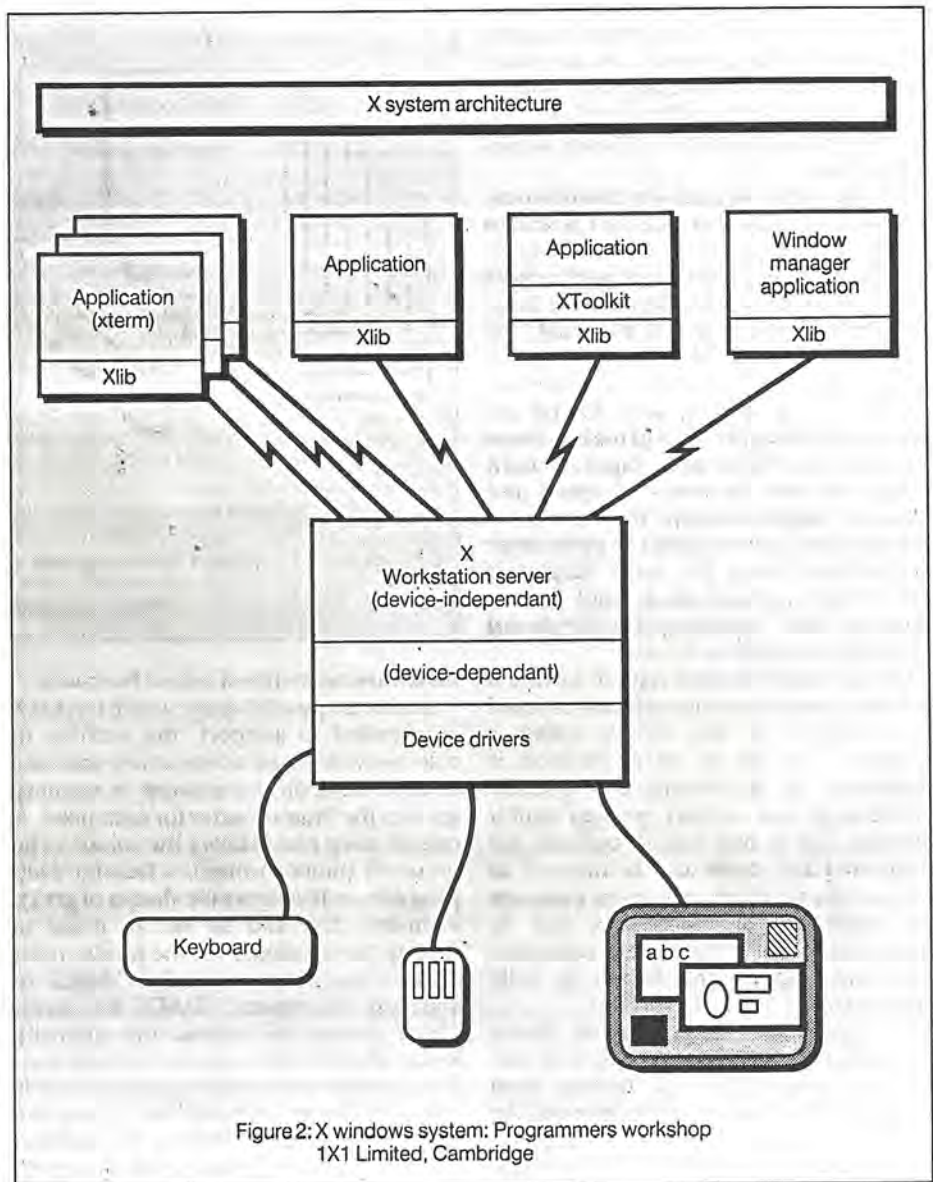 X system architecture
Application
(xterm)
Xlib
Application
Xlib
Application
XToolkit
Xlib
Window
manager
application
Xlib
X
Workstation server
(device-independant)
(device-dependant)
Device drivers
Keyboard
abc
Figure 2: X windows system: Programmers workshop
1X1 Limited, Cambridge